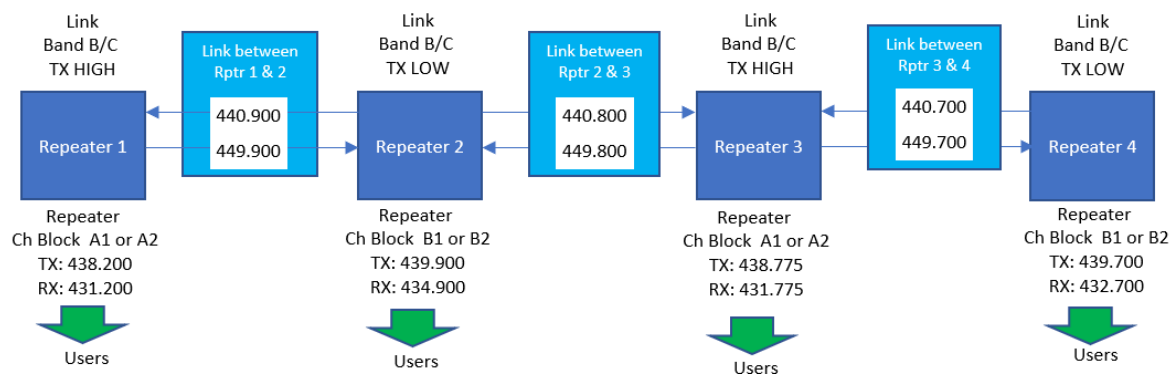 Link
Band B/C
TX HIGH
Link between
Rptr 1 & 2
Link
Band B/C
TX LOW
Link between
Rptr 2 & 3
Link
Band B/C
TX HIGH
Link between
Rptr 3 & 4
Link
Band B/C
TX LOW
Repeater 1
440.900
449.900
Repeater 2
440.800
449.800
Repeater 3
440.700
449.700
Repeater 4
Repeater
Ch Block A1 or A2
TX: 438.200
RX: 431.200
Users
Repeater
Ch Block B1 or B2
TX: 439.900
RX: 434.900
Users
Repeater
Ch Block A1 or A2
TX: 438.775
RX: 431.775
Users
Repeater
Ch Block B1 or B2
TX: 439.700
RX: 432.700
Users